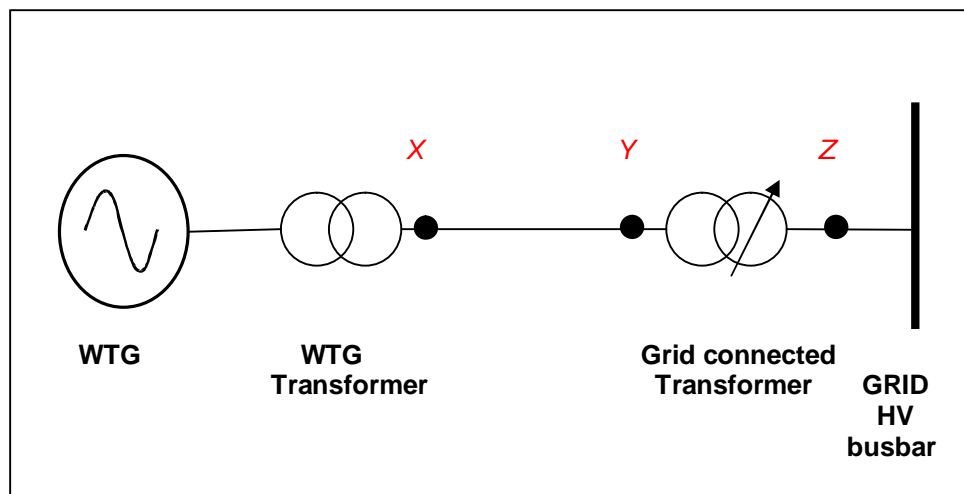 X
Y
Z
WTG
WTG
Transformer
Grid connected
Transformer
GRID
HV
busbar